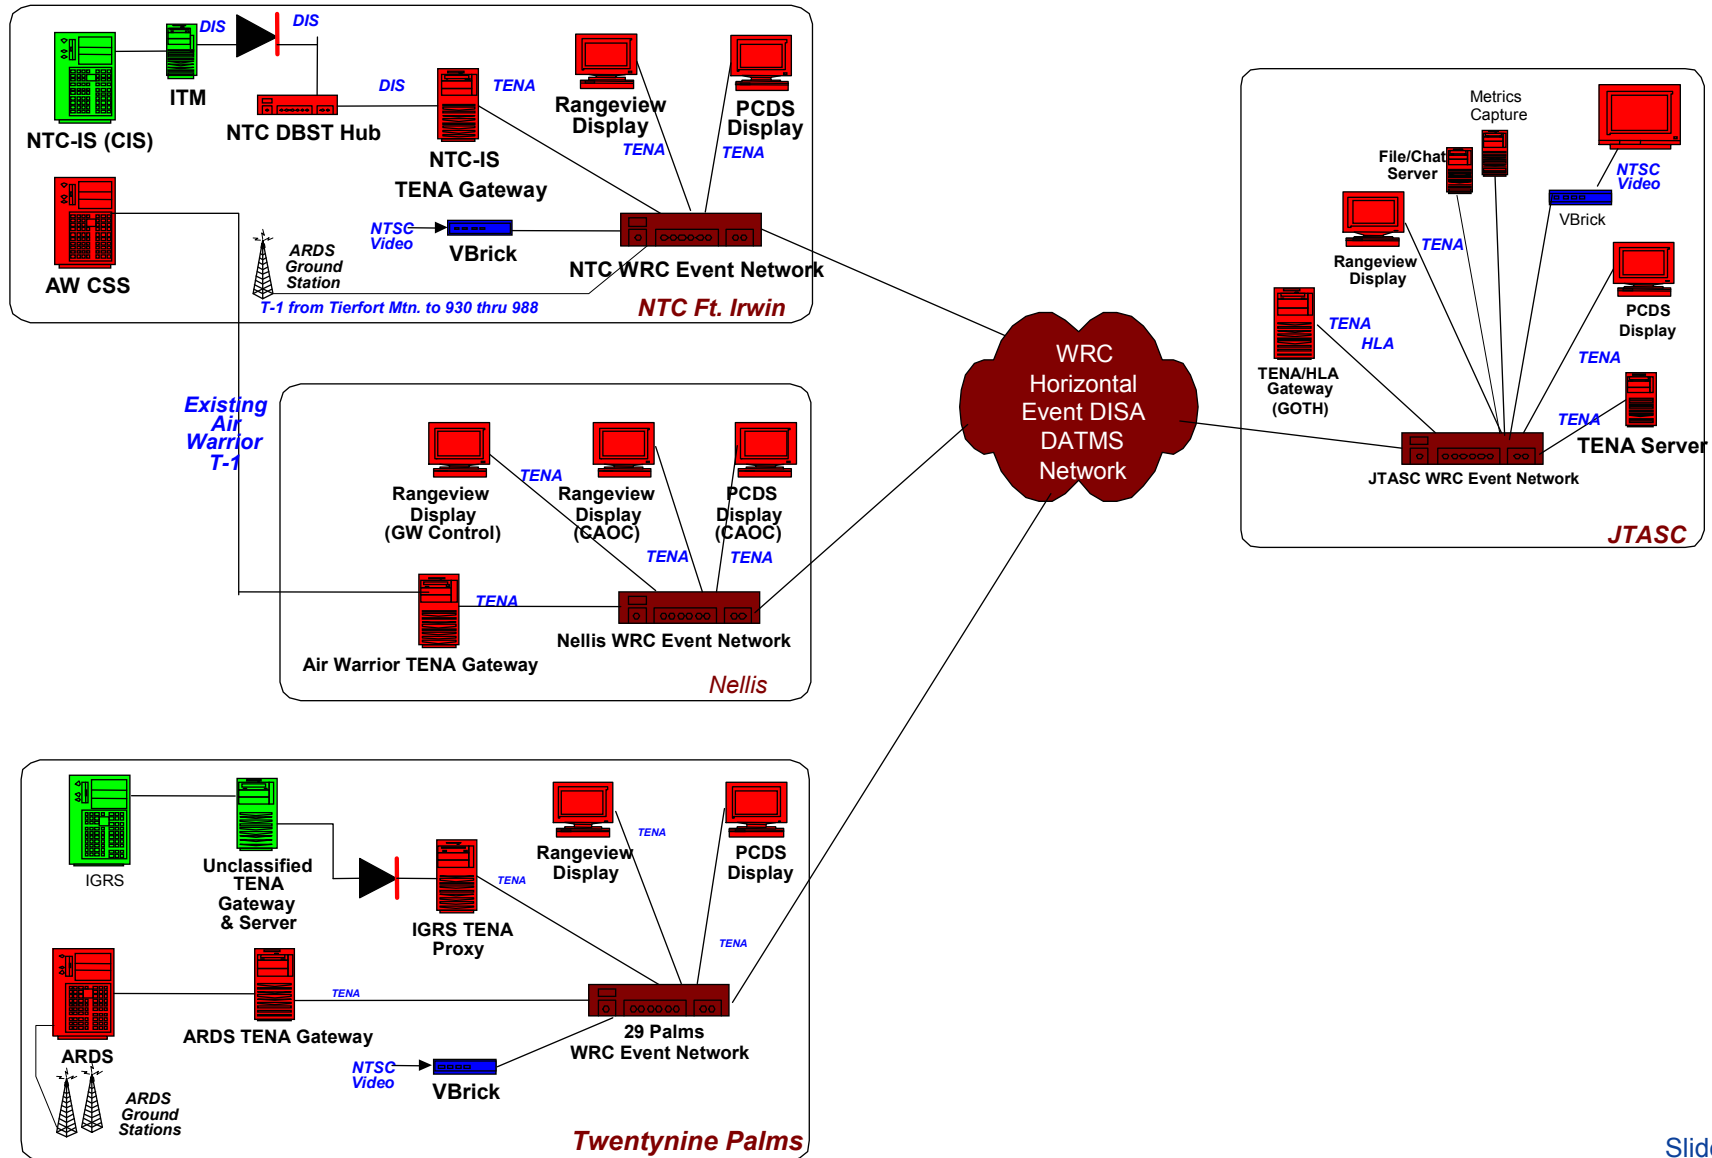 DIS
DIS
ITM
NTC-IS (CIS)
NTC DBST Hub
DIS
TENA
NTC-IS
TENA Gateway
Rangeview
Display
TENA
PCDS
Display
TENA
AW CSS
ARDS
Ground
Station
NTSC
Video
VBrick
NTC WRC Event Network
T-1 from Tierfort Mtn. to 930 thru 988
NTC Ft. Irwin
Existing
Air
Warrior
T-1
Rangeview
Display
(GW Control)
TENA
Rangeview
Display
(CAOC)
TENA
PCDS
Display
(CAOC)
TENA
TENA
Nellis WRC Event Network
Air Warrior TENA Gateway
Nellis
WRC
Horizontal
Event DISA
DATMS
Network
Metrics
Capture
File/Chat
Server
NTSC
Video
VBrick
Rangeview
Display
TENA
PCDS
Display
TENA
TENA
HLA
TENA/HLA
Gateway
(GOTH)
TENA
TENA Server
JTASC WRC Event Network
JTASC
IGRS
Unclassified
TENA
Gateway
& Server
IGRS TENA
Proxy
TENA
Rangeview
Display
TENA
PCDS
Display
TENA
ARDS
ARDS TENA Gateway
TENA
29 Palms
WRC Event Network
NTSC
Video
VBrick
ARDS
Ground
Stations
Twentynine Palms
Slide